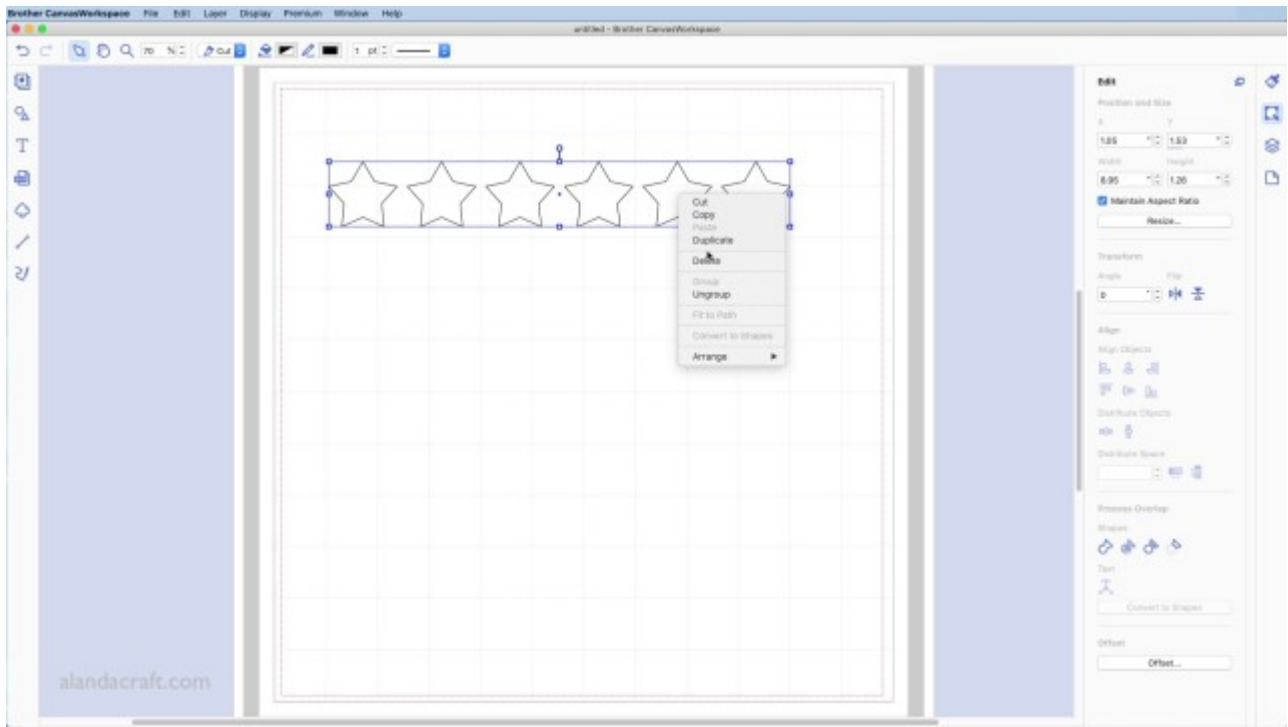 Brother CanvasWorkspace File Edit Layer Display Premium Window Help
untitled - Brother CanvasWorkspace
70 % Cut 1 pt
Edit
Position and Size
X Y
1.05 " 1.53 "
Width Height
8.95 " 1.26 "
Maintain Aspect Ratio
Resize...
Transform
Angle Flip
0 °
Align
Align Objects
Distribute Objects
Distribute Space
Process Overlap
Shapes
Text
Convert to Shapes
Offset
Offset...
Cut
Copy
Paste
Duplicate
Delete
Group
Ungroup
Fit to Path
Convert to Shapes
Arrange
alandacraft.com